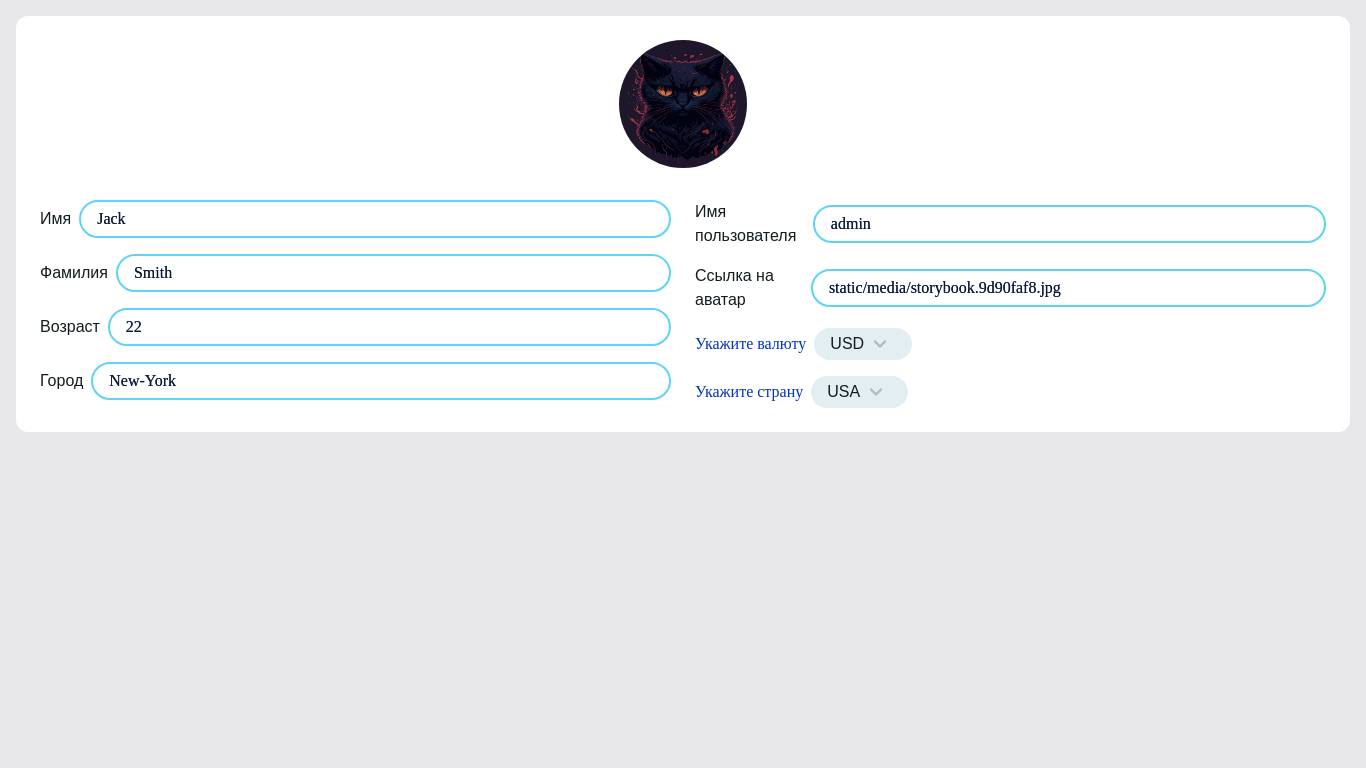 Имя Jack
Фамилия Smith
Возраст 22
Город New-York
Имя
пользователя admin
Ссылка на
аватар static/media/storybook.9d90faf8.jpg
Укажите валюту USD
Укажите страну USA